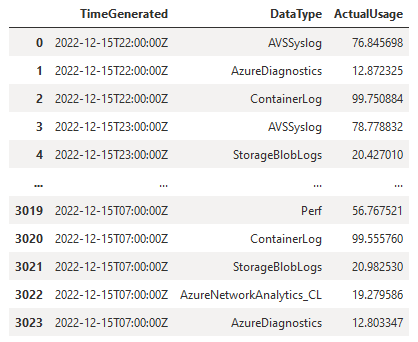 TimeGenerated DataType ActualUsage
0 2022-12-15T22:00:00Z AVSSyslog 76.845698
1 2022-12-15T22:00:00Z AzureDiagnostics 12.872325
2 2022-12-15T22:00:00Z ContainerLog 99.750884
3 2022-12-15T23:00:00Z AVSSyslog 78.778832
4 2022-12-15T23:00:00Z StorageBlobLogs 20.427010
... ... ... ...
3019 2022-12-15T07:00:00Z Perf 56.767521
3020 2022-12-15T07:00:00Z ContainerLog 99.555760
3021 2022-12-15T07:00:00Z StorageBlobLogs 20.982530
3022 2022-12-15T07:00:00Z AzureNetworkAnalytics_CL 19.279586
3023 2022-12-15T07:00:00Z AzureDiagnostics 12.803347